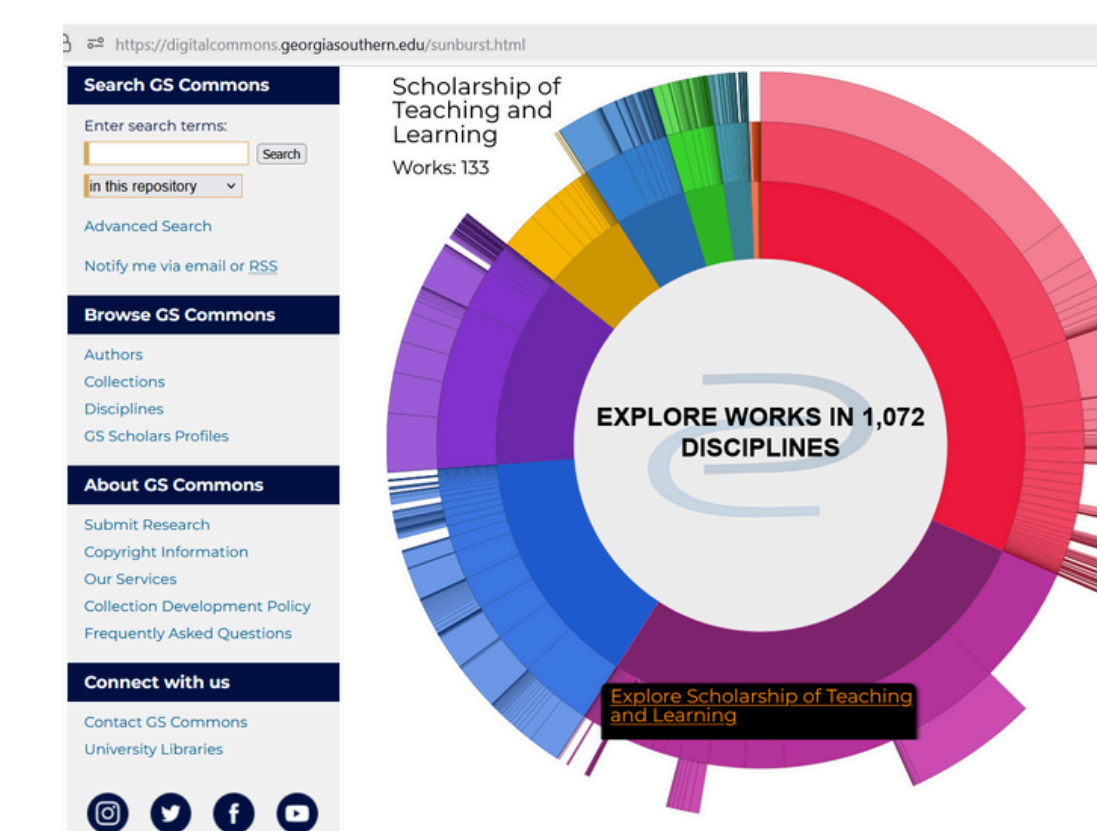 https://digitalcommons.georgiasouthern.edu/sunburst.html
Search GS Commons
Enter search terms:
Search
in this repository
Advanced Search
Notify me via email or RSS
Browse GS Commons
Authors
Collections
Disciplines
GS Scholars Profiles
About GS Commons
Submit Research
Copyright Information
Our Services
Collection Development Policy
Frequently Asked Questions
Connect with us
Contact GS Commons
University Libraries
Scholarship of
Teaching and
Learning
Works: 133
EXPLORE WORKS IN 1,072
DISCIPLINES
Explore Scholarship of Teaching
and Learning